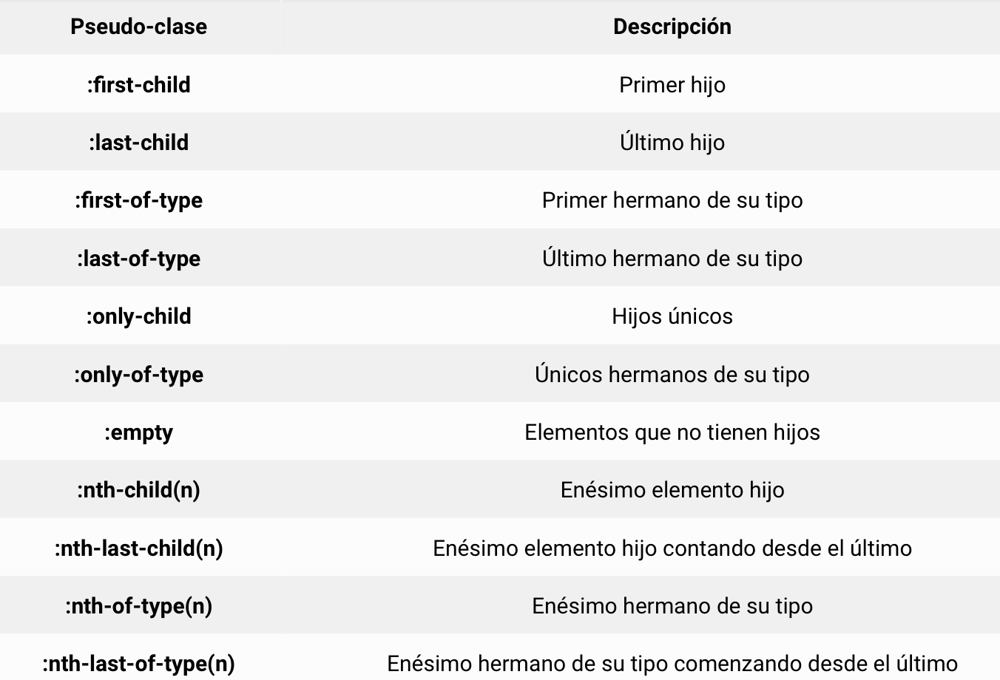 Pseudo-clase Descripción
:first-child Primer hijo
:last-child Último hijo
:first-of-type Primer hermano de su tipo
:last-of-type Último hermano de su tipo
:only-child Hijos únicos
:only-of-type Únicos hermanos de su tipo
:empty Elementos que no tienen hijos
:nth-child(n) Enésimo elemento hijo
:nth-last-child(n) Enésimo elemento hijo contando desde el último
:nth-of-type(n) Enésimo hermano de su tipo
:nth-last-of-type(n) Enésimo hermano de su tipo comenzando desde el último